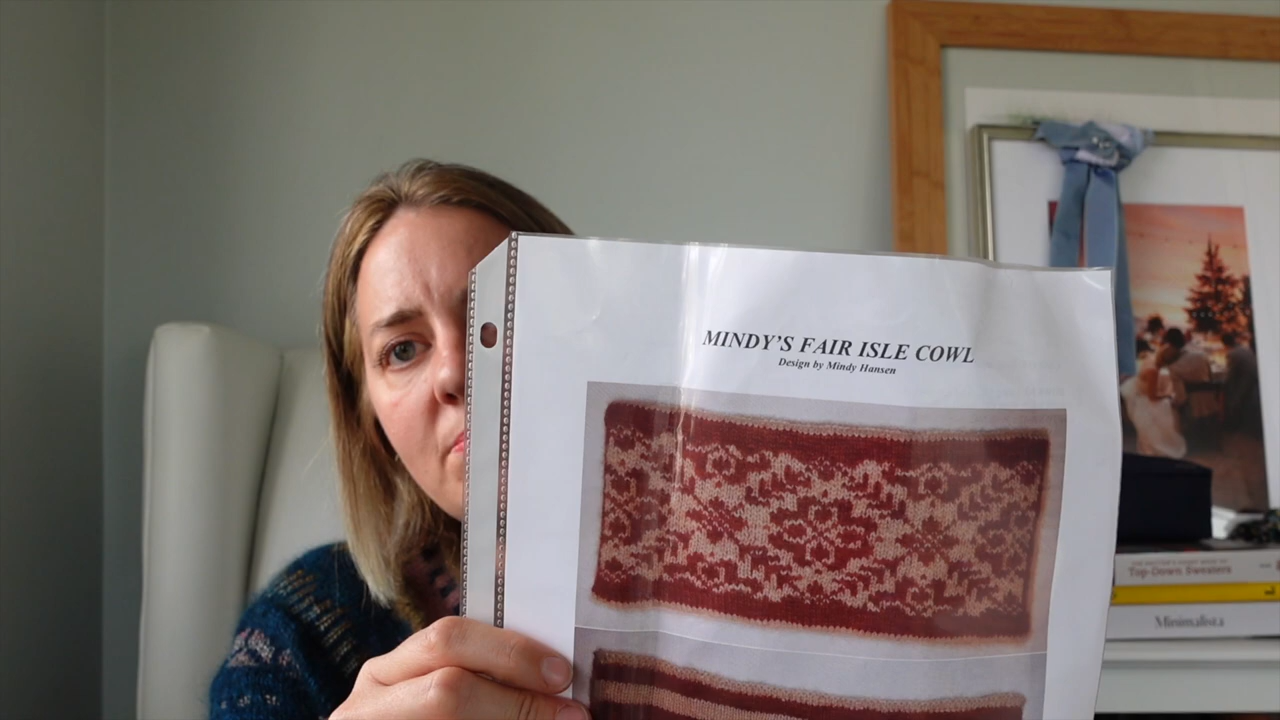 MINDY'S FAIR ISLE COWL
Design by Mindy Hansen
Top-Down Sweaters
Minimalista